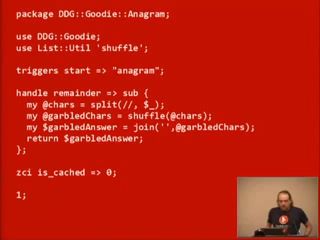 package DDG::Goodie::Anagram;
use DDG::Goodie;
use List::Util 'shuffle';
triggers start => "anagram";
handle remainder => sub {
my @chars = split(//, $_);
my @garbledChars = shuffle(@chars);
my $garbledAnswer = join('',@garbledChars);
return $garbledAnswer;
};
zci is_cached => 0;
1;